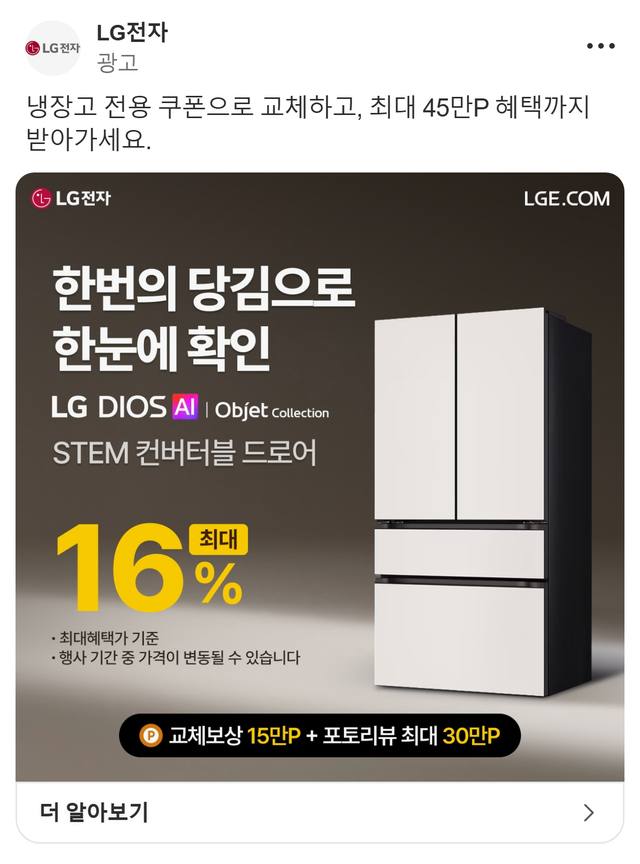 LG전자
LG전자
광고
냉장고 전용 쿠폰으로 교체하고, 최대 45만P 혜택까지
받아가세요.
LG전자
LGE.COM
한번의 당김으로
한눈에 확인
LG DIOS AI | Objet Collection
STEM 컨버터블 드로어
최대
16%
· 최대혜택가 기준
· 행사 기간 중 가격이 변동될 수 있습니다
P 교체보상 15만P + 포토리뷰 최대 30만P
더 알아보기